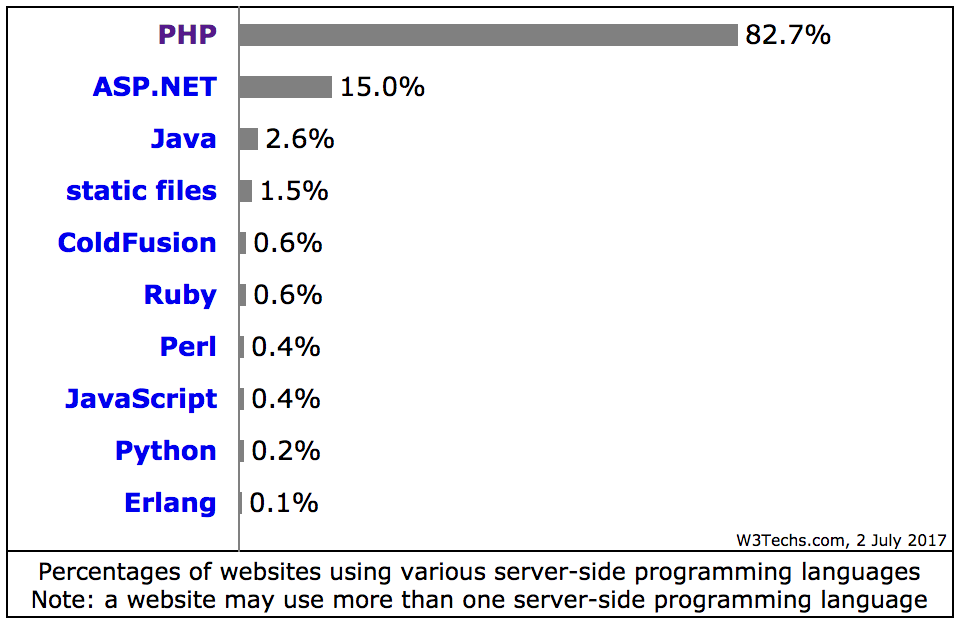 PHP 82.7%
ASP.NET 15.0%
Java 2.6%
static files 1.5%
ColdFusion 0.6%
Ruby 0.6%
Perl 0.4%
JavaScript 0.4%
Python 0.2%
Erlang 0.1%
W3Techs.com, 2 July 2017
Percentages of websites using various server-side programming languages
Note: a website may use more than one server-side programming language